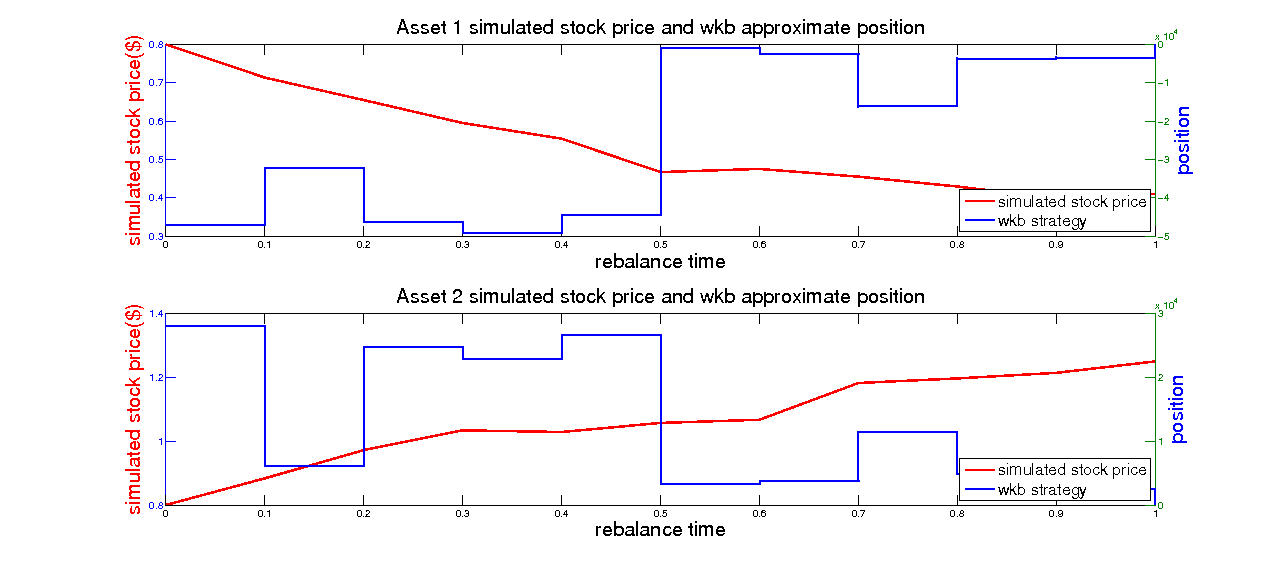 Asset 1 simulated stock price and wkb approximate position
x 10^4
simulated stock price($)
0.8
0.7
0.6
0.5
0.4
0.3
0
-1
-2
-3
-4
-5
position
simulated stock price
wkb strategy
0 0.1 0.2 0.3 0.4 0.5 0.6 0.7 0.8 0.9 1
rebalance time
Asset 2 simulated stock price and wkb approximate position
x 10^4
simulated stock price($)
1.4
1.2
1
0.8
3
2
1
0
position
simulated stock price
wkb strategy
0 0.1 0.2 0.3 0.4 0.5 0.6 0.7 0.8 0.9 1
rebalance time